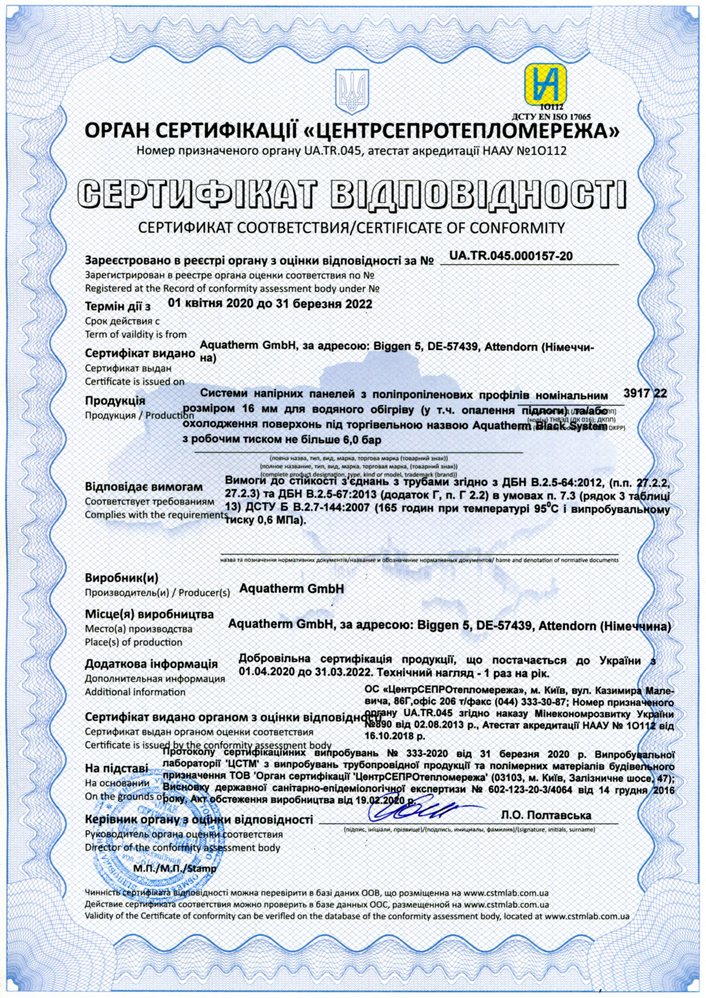 1О112
ДСТУ EN ISO 17065
ОРГАН СЕРТИФІКАЦІЇ «ЦЕНТРСЕПРОТЕПЛОМЕРЕЖА»
Номер призначеного органу UA.TR.045, атестат акредитації НААУ №1О112
СЕРТИФІКАТ ВІДПОВІДНОСТІ
СЕРТИФИКАТ СООТВЕТСТВИЯ/CERTIFICATE OF CONFORMITY
Зареєстровано в реєстрі органу з оцінки відповідності за № UA.TR.045.000157-20
Зарегистрирован в реестре органа оценки соответствия по №
Registered at the Record of conformity assessment body under №
Термін дії з 01 квітня 2020 до 31 березня 2022
Срок действия с
Term of vaildity is from
Сертифікат видано Aquatherm GmbH, за адресою: Biggen 5, DE-57439, Attendorn (Німеччи-
на)
Сертификат выдан
Certificate is issued on
Продукція Системи напірних панелей з поліпропіленових профілів номінальним 3917 22
Продукция / Production розміром 16 мм для водяного обігріву (у т.ч. опалення підлоги) та/або
охолодження поверхонь під торгівельною назвою Aquatherm Black System
з робочим тиском не більше 6,0 бар
(повна назва, тип, вид, марка, торгова марка (товарний знак))
(полное название, тип, вид, марка, торговая марка, (товарный знак))
(complete product designation, type, kind or model, trademark (brand))
Відповідає вимогам Вимоги до стійкості з'єднань з трубами згідно з ДБН В.2.5-64:2012, (п.п. 27.2.2,
Соответствует требованиям 27.2.3) та ДБН В.2.5-67:2013 (додаток Г, п. Г 2.2) в умовах п. 7.3 (рядок 3 таблиці
Complies with the requirements 13) ДСТУ Б В.2.7-144:2007 (165 годин при температурі 95⁰С і випробувальному
тиску 0,6 МПа).
назва та позначення нормативних документів/название и обозначение нормативных документов/ name and denotation of normative documents
Виробник(и)
Производитель(и) / Producer(s) Aquatherm GmbH
Місце(я) виробництва
Место(а) производства Aquatherm GmbH, за адресою: Biggen 5, DE-57439, Attendorn (Німеччина)
Place(s) of production
Додаткова інформація Добровільна сертифікація продукції, що постачається до України з
Дополнительная информация 01.04.2020 до 31.03.2022. Технічний нагляд - 1 раз на рік.
Additional information
ОС «ЦентрСЕПРОтепломережа», м. Київ, вул. Казимира Мале-
вича, 86Г,офіс 206 т/факс (044) 333-30-87; Номер призначеного
Сертифікат видано органом з оцінки відповідності органу UA.TR.045 згідно наказу Мінекономрозвитку України
№890 від 02.08.2013 р., Атестат акредитації НААУ № 1О112 від
Сертификат выдан органом оценки соответствия 16.10.2018 р.
Certificate is issued by the conformity assessment body
Протоколу сертифікаційних випробувань № 333-2020 від 31 березня 2020 р. Випробувальної
На підставі лабораторії 'ЦСТМ' з випробувань трубопровідної продукції та полімерних матеріалів будівельного
На основании призначення ТОВ 'Орган сертифікації 'ЦентрСЕПРОтепломережа' (03103, м. Київ, Залізничне шосе, 47);
Висновку державної санітарно-епідеміологічної експертизи № 602-123-20-3/4064 від 14 грудня 2016
On the grounds of року, Акт обстеження виробництва від 19.02.2020 р.
Керівник органу з оцінки відповідності Л.О. Полтавська
Руководитель органа оценки соответствия (підпис, ініціали, прізвище)/(подпись, инициалы, фамилия)/(signature, initials, surname)
Director of the conformity assessment body
М.П./М.П./Stamp
Чинність сертифіката відповідності можна перевірити в базі даних ООВ, що розміщенна на www.cstmlab.com.ua
Действие сертификата соответствия можно проверить в базе данных ООС, размещенной на www.cstmlab.com.ua
Validity of the Certificate of conformity can be verified on the database of the conformity assessment body, located at www.cstmlab.com.ua